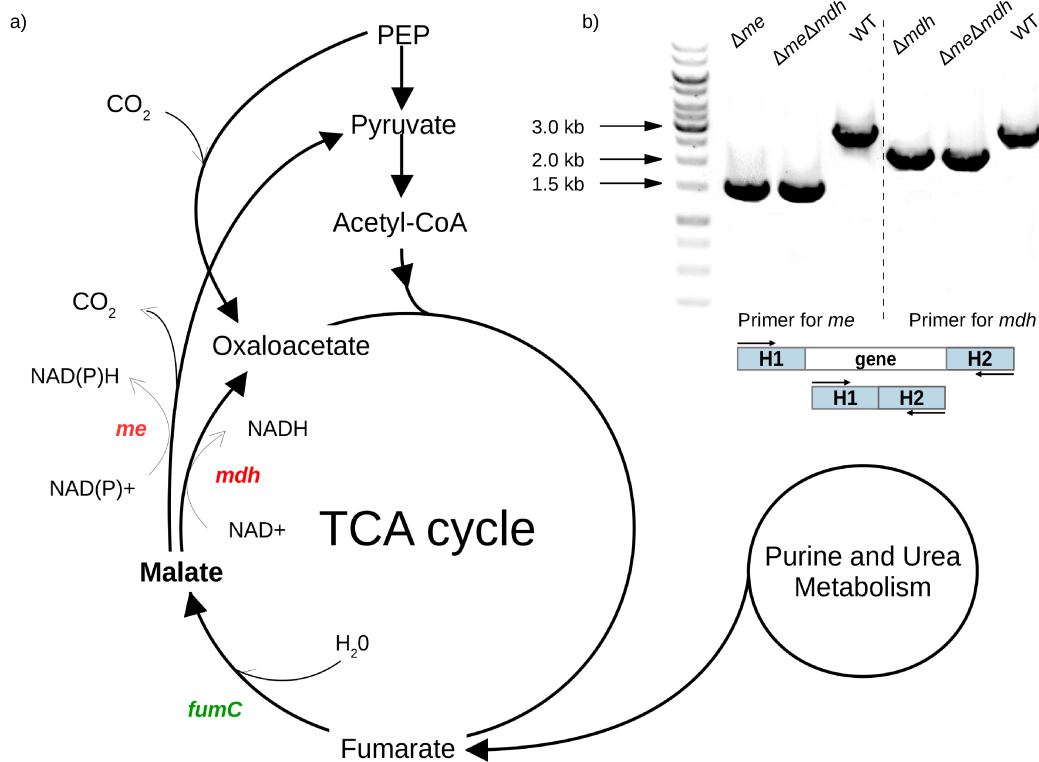 a)
PEP
CO2
Pyruvate
Acetyl-CoA
CO2
Oxaloacetate
NAD(P)H
me
NADH
mdh
NAD(P)+
NAD+
TCA cycle
Malate
H20
fumC
Fumarate
Purine and Urea
Metabolism
b)
Δme
ΔmeΔmdh
WT
Δmdh
ΔmeΔmdh
WT
3.0 kb
2.0 kb
1.5 kb
Primer for me
Primer for mdh
H1
gene
H2
H1
H2